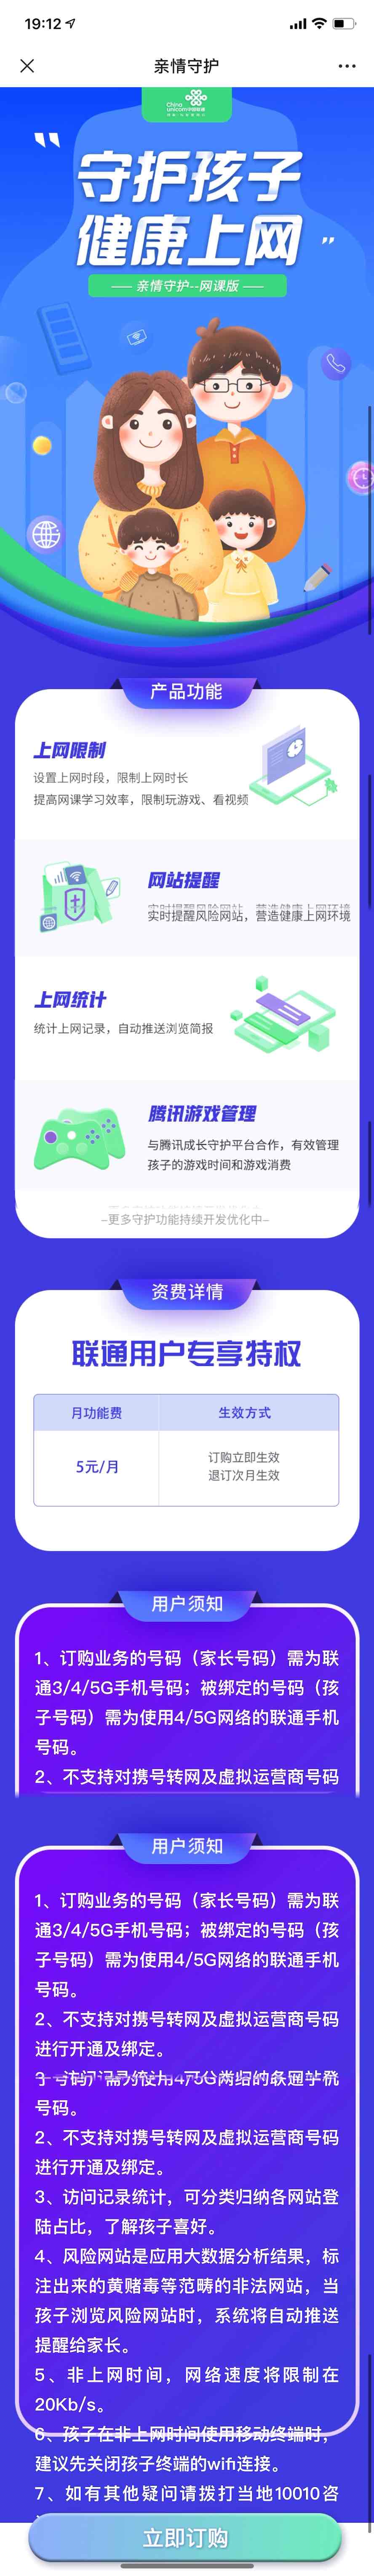 19:12
亲情守护
China
unicom中国联通
守护孩子
健康上网
亲情守护--网课版
产品功能
上网限制
设置上网时段，限制上网时长
提高网课学习效率，限制玩游戏、看视频
网站提醒
实时提醒风险网站，营造健康上网环境
上网统计
统计上网记录，自动推送浏览简报
腾讯游戏管理
与腾讯成长守护平台合作，有效管理
孩子的游戏时间和游戏消费
–更多守护功能持续开发优化中–
资费详情
联通用户专享特权
月功能费
生效方式
5元/月
订购立即生效
退订次月生效
用户须知
1、订购业务的号码（家长号码）需为联
通3/4/5G手机号码；被绑定的号码（孩
子号码）需为使用4/5G网络的联通手机
号码。
2、不支持对携号转网及虚拟运营商号码
用户须知
1、订购业务的号码（家长号码）需为联
通3/4/5G手机号码；被绑定的号码（孩
子号码）需为使用4/5G网络的联通手机
号码。
2、不支持对携号转网及虚拟运营商号码
进行开通及绑定。
号码。
2、不支持对携号转网及虚拟运营商号码
进行开通及绑定。
3、访问记录统计，可分类归纳各网站登
陆占比，了解孩子喜好。
4、风险网站是应用大数据分析结果，标
注出来的黄赌毒等范畴的非法网站，当
孩子浏览风险网站时，系统将自动推送
提醒给家长。
5、非上网时间，网络速度将限制在
20Kb/s。
6、孩子在非上网时间使用移动终端时，
建议先关闭孩子终端的wifi连接。
7、如有其他疑问请拨打当地10010咨
立即订购